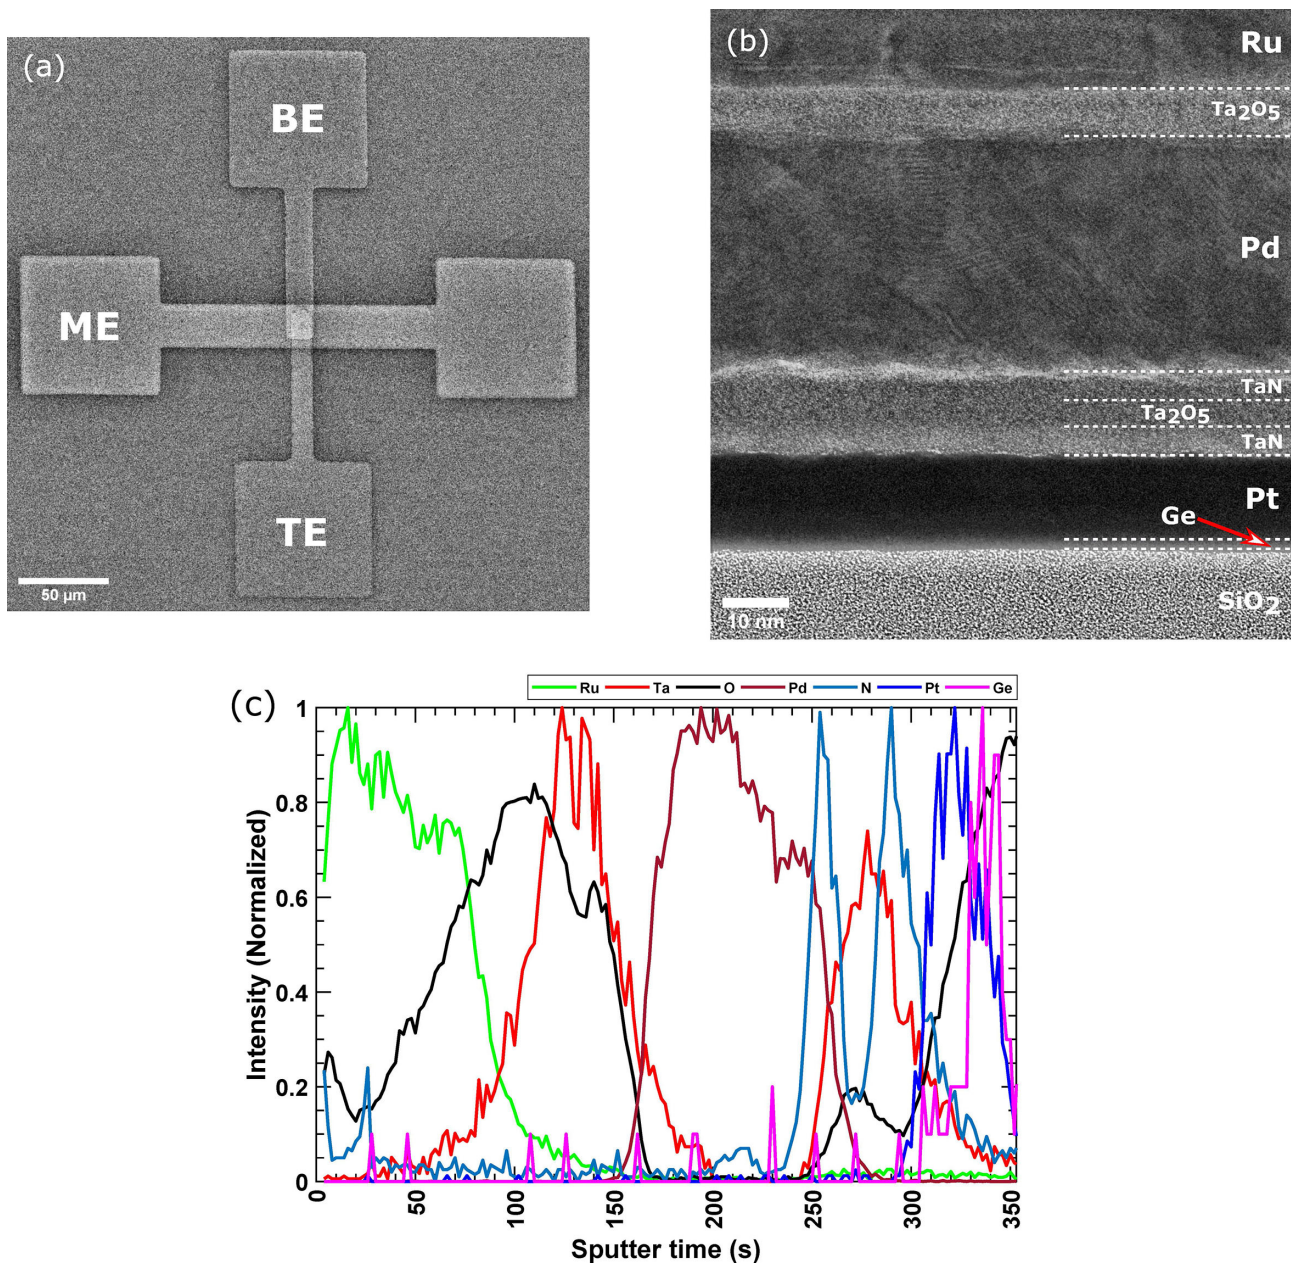 (a)
BE
ME
TE
50 µm
(b)
Ru
Ta2O5
Pd
TaN
Ta2O5
TaN
Pt
Ge
SiO2
10 nm
(c)
Ru Ta O Pd N Pt Ge
Intensity (Normalized)
1
0.8
0.6
0.4
0.2
0
0 50 100 150 200 250 300 350
Sputter time (s)